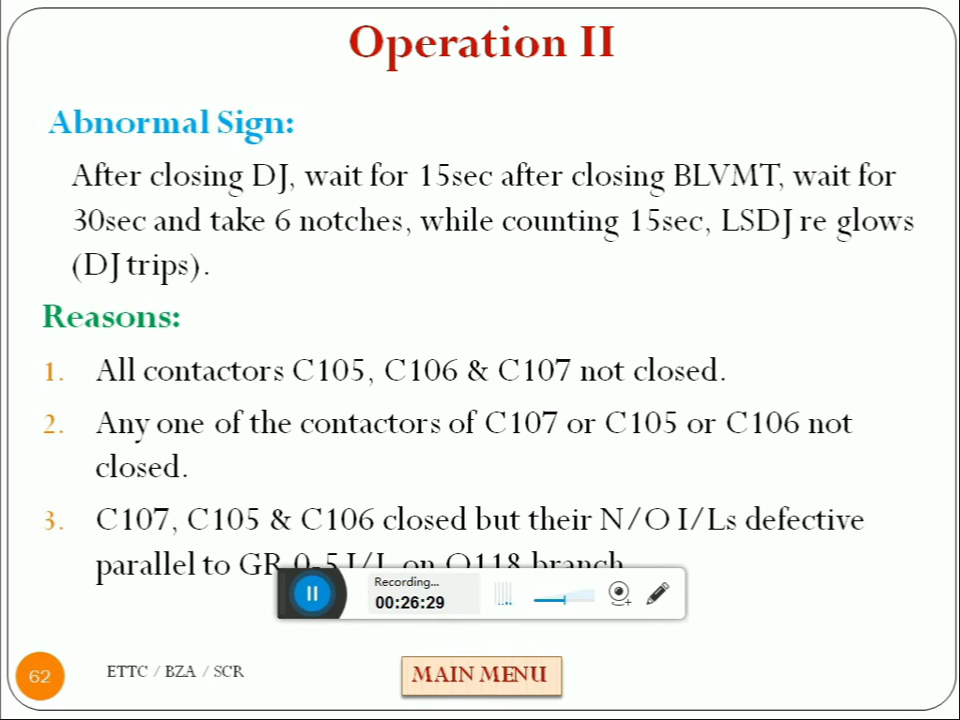 Operation II
Abnormal Sign:
After closing DJ, wait for 15sec after closing BLVMT, wait for
30sec and take 6 notches, while counting 15sec, LSDJ re glows
(DJ trips).
Reasons:
1. All contactors C105, C106 & C107 not closed.
2. Any one of the contactors of C107 or C105 or C106 not
closed.
3. C107, C105 & C106 closed but their N/O I/Ls defective
parallel to GR 0-5 I/L on Q118 branch
Recording...
00:26:29
62
ETTC / BZA / SCR
MAIN MENU